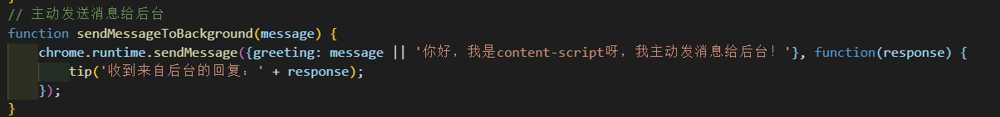 // 主动发送消息给后台
function sendMessageToBackground(message) {
    chrome.runtime.sendMessage({greeting: message || '你好，我是content-script呀，我主动发消息给后台！'}, function(response) {
        tip('收到来自后台的回复：' + response);
    });
}